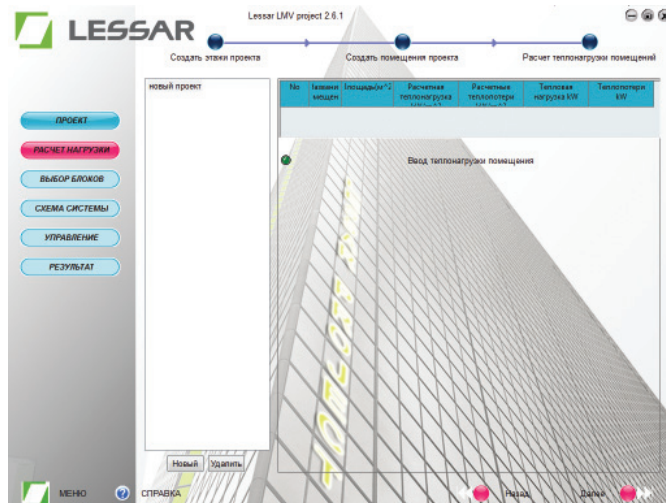 Lessar LMV project 2.6.1
LESSAR
Создать этажи проекта
Создать помещения проекта
Расчет теплонагрузки помещений
новый проект
No
Площадь(м^2
Расчетная теплонагрузка
Расчетные теплопотери
Тепловая нагрузка kW
Теплопотери kW
ПРОЕКТ
РАСЧЕТ НАГРУЗКИ
Ввод теплонагрузки помещения
ВЫБОР БЛОКОВ
СХЕМА СИСТЕМЫ
УПРАВЛЕНИЕ
РЕЗУЛЬТАТ
Новый
Удалить
МЕНЮ
СПРАВКА
Назад
Далее